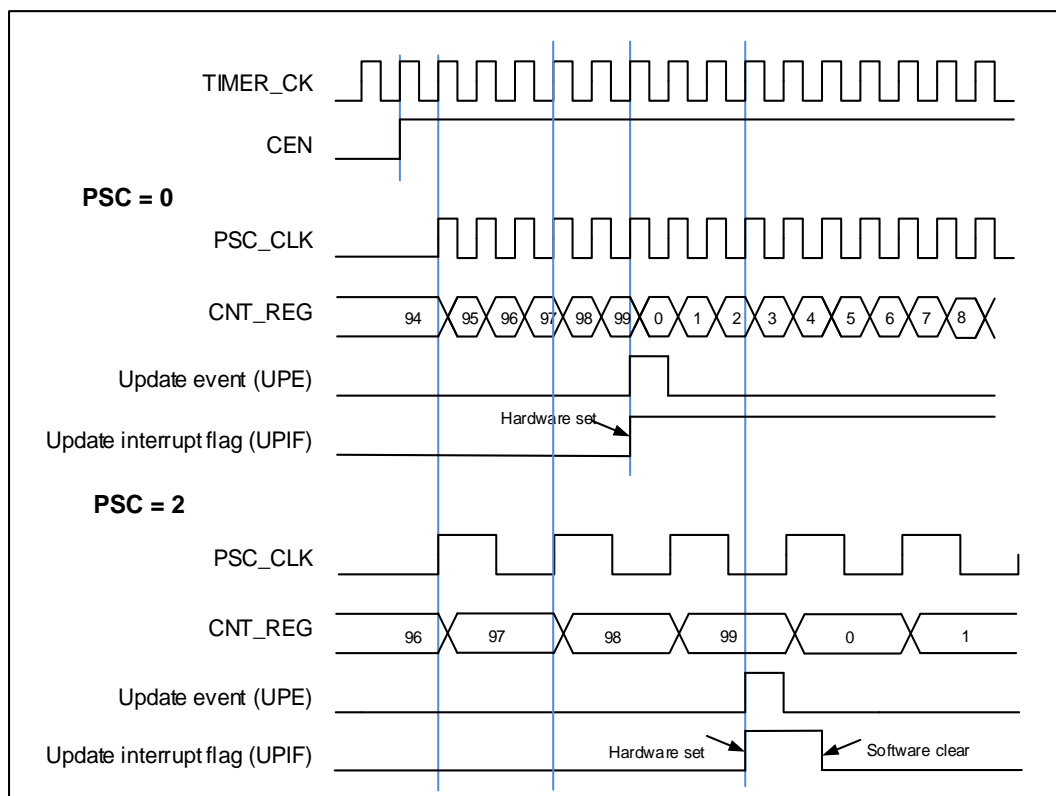 TIMER_CK
CEN
PSC = 0
PSC_CLK
CNT_REG 94 95 96 97 98 99 0 1 2 3 4 5 6 7 8
Update event (UPE)
Hardware set
Update interrupt flag (UPIF)
PSC = 2
PSC_CLK
CNT_REG 96 97 98 99 0 1
Update event (UPE)
Update interrupt flag (UPIF) Hardware set Software clear